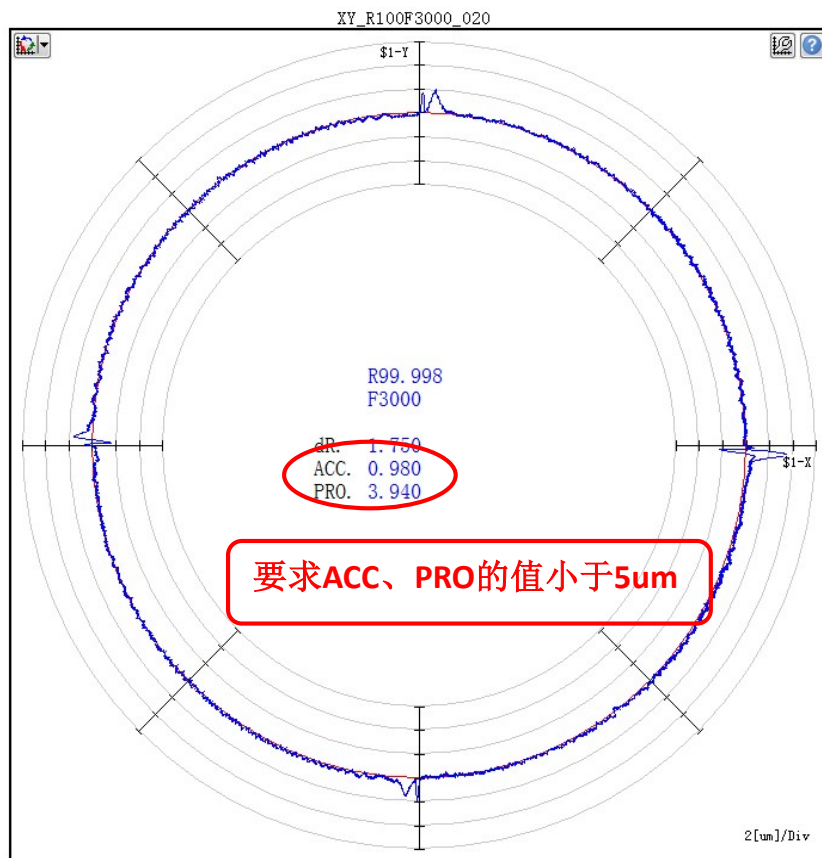 XY_R100F3000_020
$1-Y
R99.998
F3000
dR. 1.750
ACC. 0.980
PRO. 3.940
$1-X
要求ACC、PRO的值小于5um
2[um]/Div